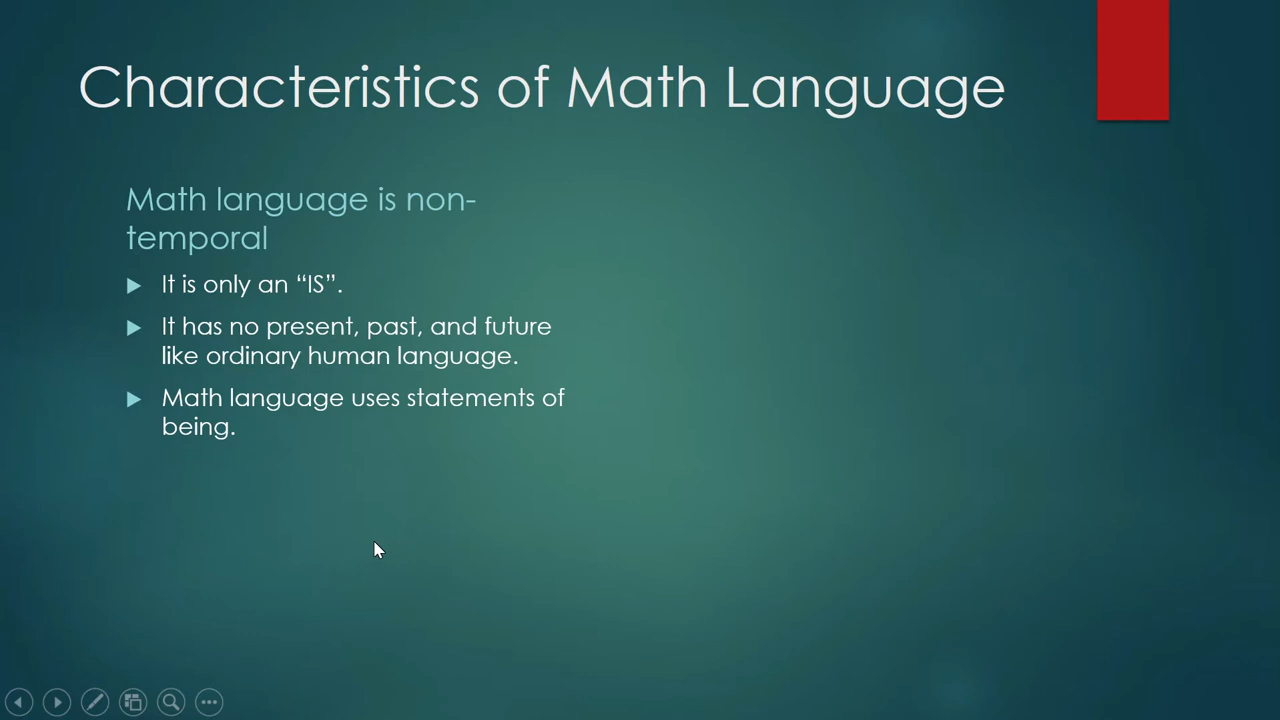 Characteristics of Math Language
Math language is non-
temporal
It is only an “IS”.
It has no present, past, and future
like ordinary human language.
Math language uses statements of
being.